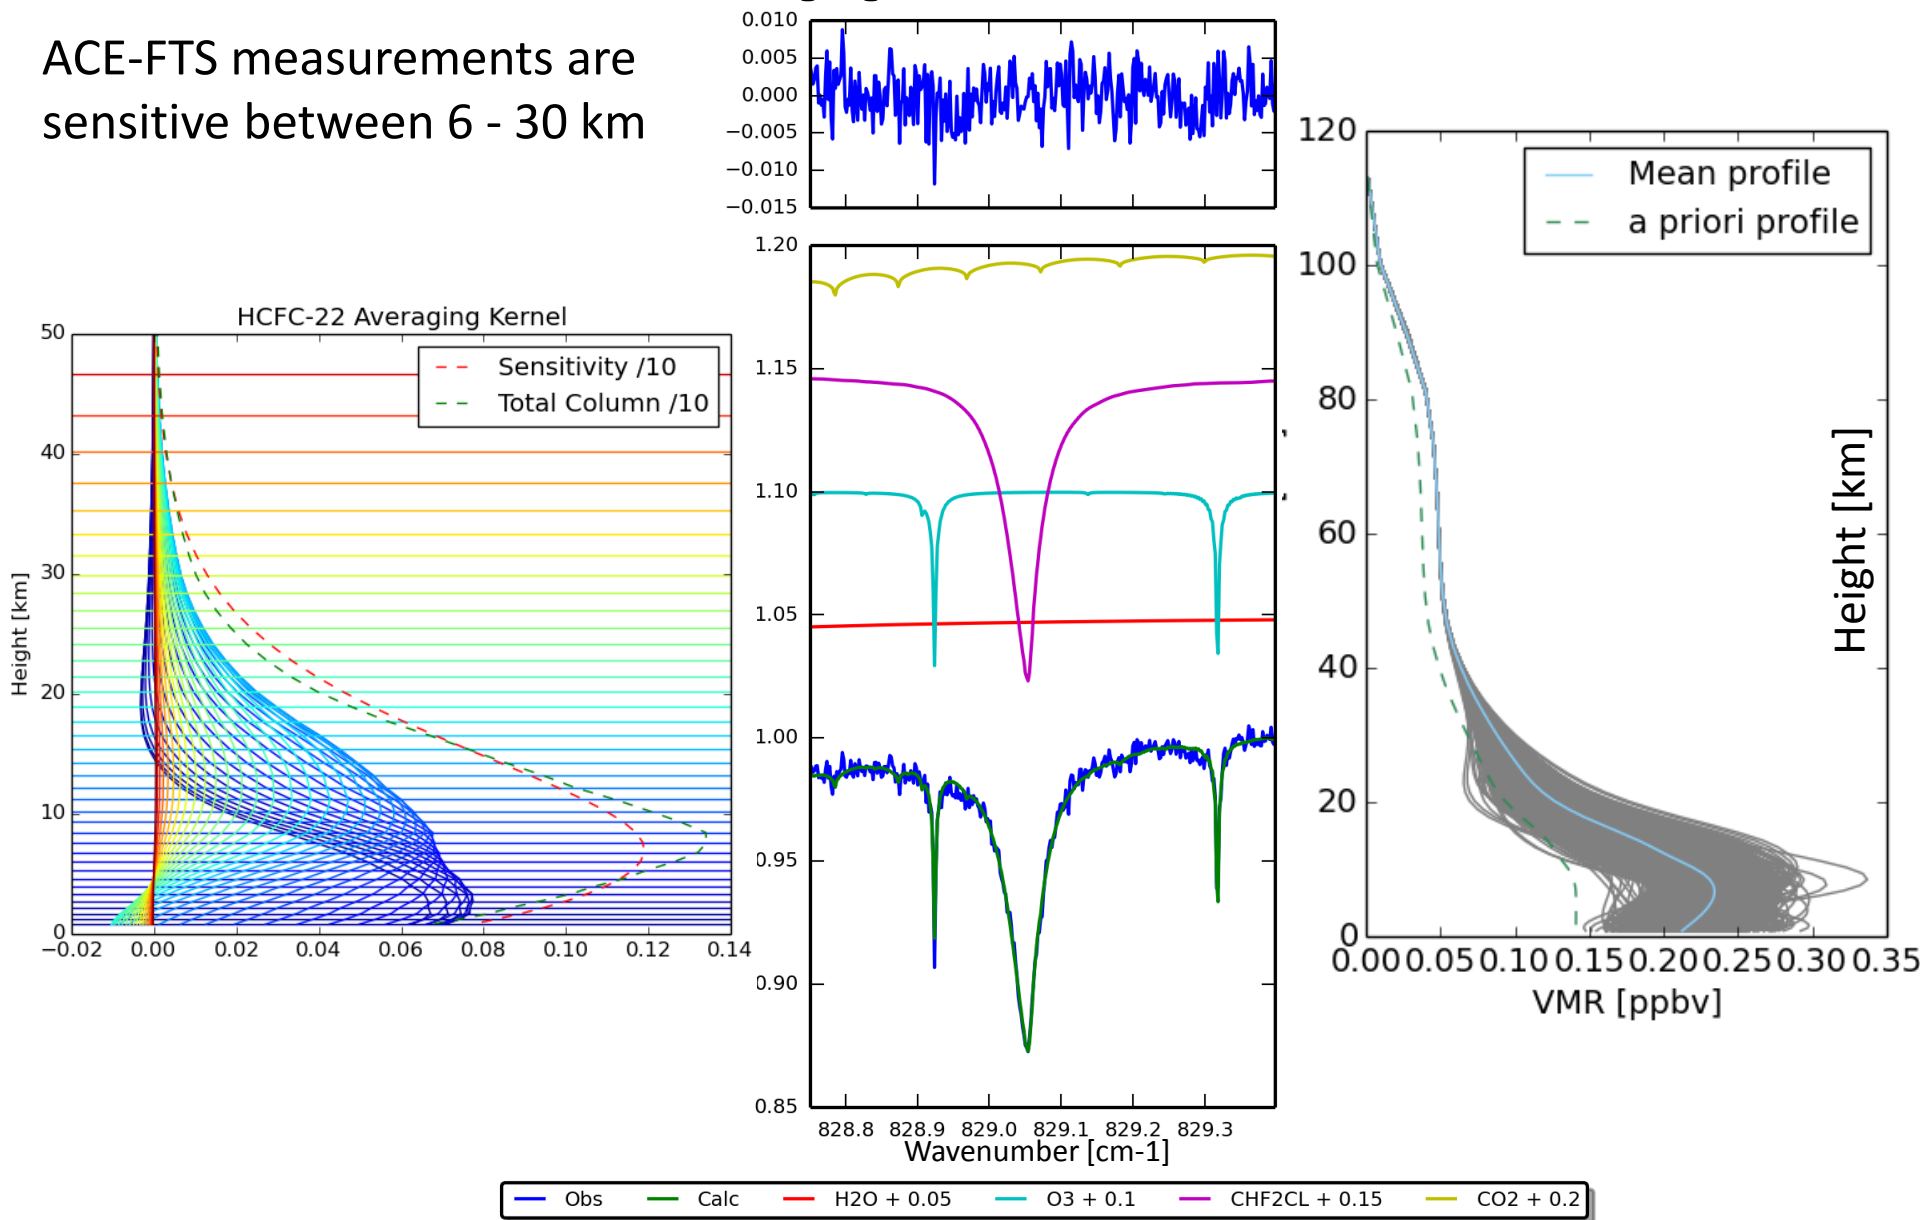 ACE-FTS measurements are
sensitive between 6 - 30 km
HCFC-22 Averaging Kernel
Sensitivity /10
Total Column /10
50
40
30
20
10
0
Height [km]
−0.02 0.00 0.02 0.04 0.06 0.08 0.10 0.12 0.14
0.010
0.005
0.000
−0.005
−0.010
−0.015
1.20
1.15
1.10
1.05
1.00
0.95
0.90
0.85
828.8 828.9 829.0 829.1 829.2 829.3
Wavenumber [cm-1]
Mean profile
a priori profile
120
100
80
60
40
20
0
Height [km]
0.00 0.05 0.10 0.15 0.20 0.25 0.30 0.35
VMR [ppbv]
Obs Calc H2O + 0.05 O3 + 0.1 CHF2CL + 0.15 CO2 + 0.2